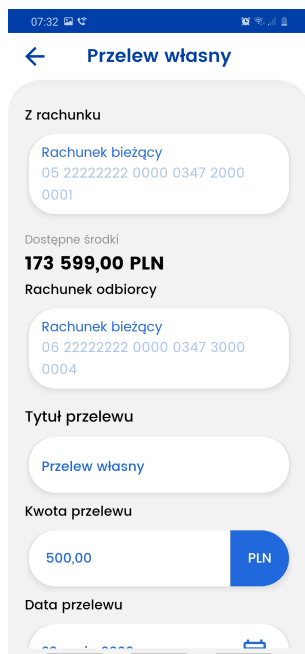 07:32
Przelew własny
Z rachunku
Rachunek bieżący
05 22222222 0000 0347 2000
0001
Dostępne środki
173 599,00 PLN
Rachunek odbiorcy
Rachunek bieżący
06 22222222 0000 0347 3000
0004
Tytuł przelewu
Przelew własny
Kwota przelewu
500,00 PLN
Data przelewu